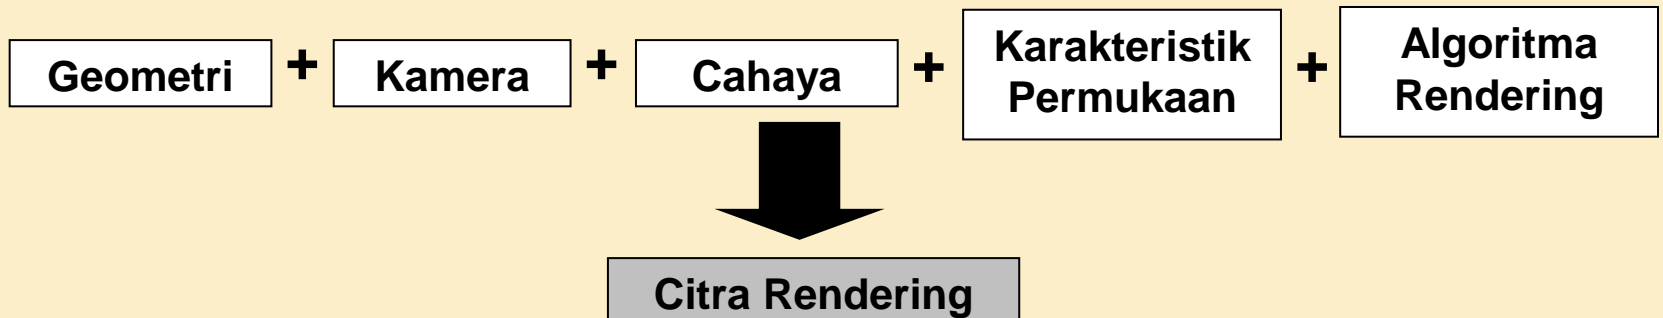 Geometri + Kamera + Cahaya + Karakteristik Permukaan + Algoritma Rendering
Citra Rendering